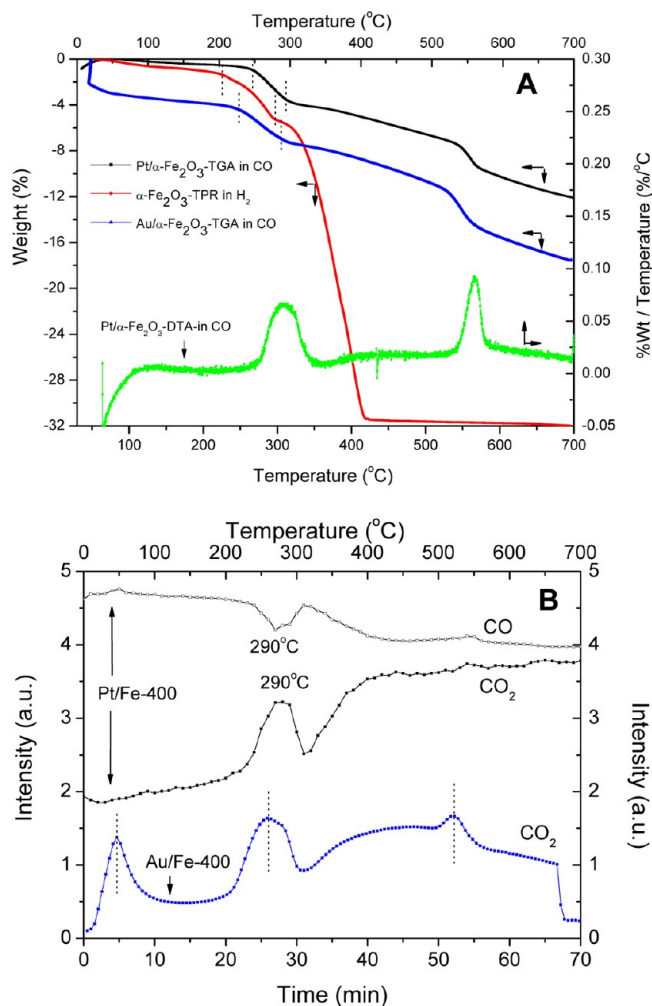 Temperature (°C)
0 100 200 300 400 500 600 700
A
0
-4
-8
-12
-16
-20
-24
-28
-32
Weight (%)
0.30
0.25
0.20
0.15
0.10
0.05
0.00
-0.05
%Wt / Temperature (%/°C)
Pt/α-Fe₂O₃-TGA in CO
α-Fe₂O₃-TPR in H₂
Au/α-Fe₂O₃-TGA in CO
Pt/α-Fe₂O₃-DTA-in CO
100 200 300 400 500 600 700
Temperature (°C)
Temperature (°C)
0 100 200 300 400 500 600 700
B
5
4
3
2
1
0
Intensity (a.u.)
5
4
3
2
1
0
Intensity (a.u.)
CO
290°C
290°C
CO₂
Pt/Fe-400
CO₂
Au/Fe-400
0 10 20 30 40 50 60 70
Time (min)